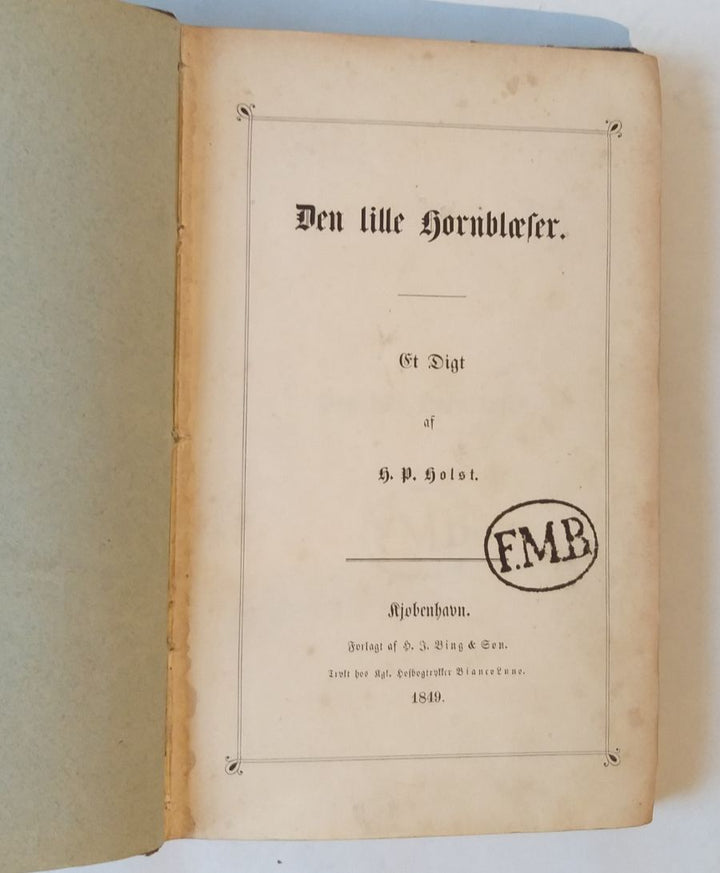 Den lille Hornblæser.
Et Digt
af
H. P. Holst.
F.M.B
Kjøbenhavn.
Forlagt af H. J. Bing & Søn.
Trykt hos Kgl. Hofbogtrykker Bianco Luno.
1849.